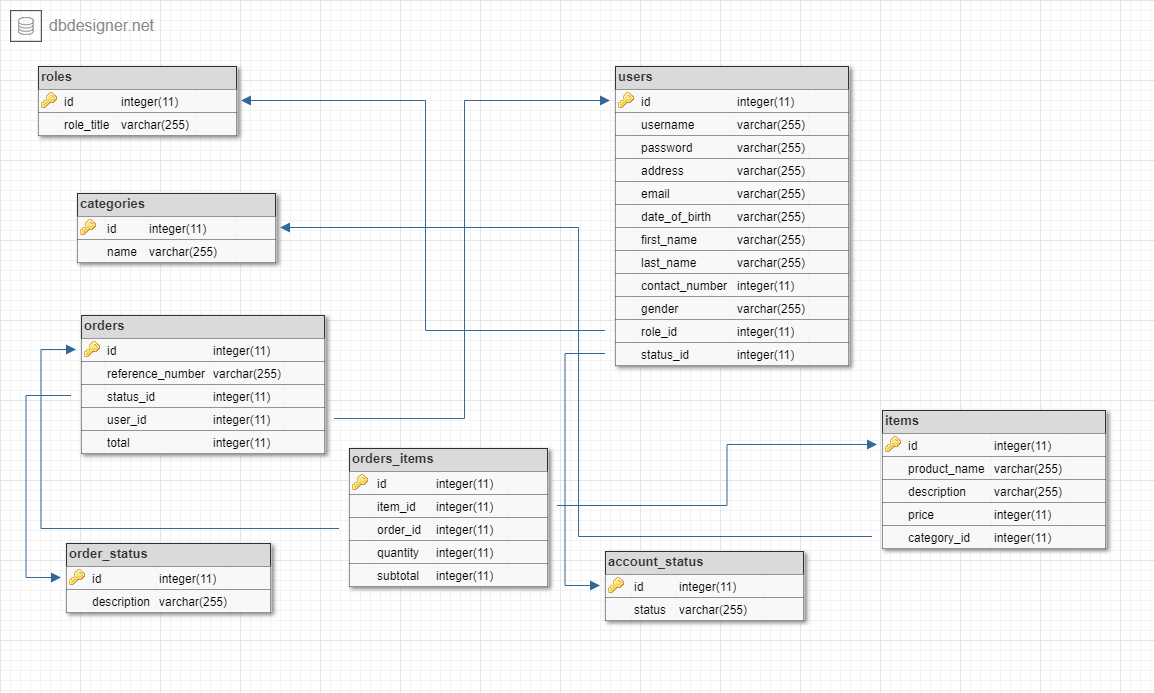 dbdesigner.net
roles
id integer(11)
role_title varchar(255)
users
id integer(11)
username varchar(255)
password varchar(255)
address varchar(255)
email varchar(255)
date_of_birth varchar(255)
first_name varchar(255)
last_name varchar(255)
contact_number integer(11)
gender varchar(255)
role_id integer(11)
status_id integer(11)
categories
id integer(11)
name varchar(255)
orders
id integer(11)
reference_number varchar(255)
status_id integer(11)
user_id integer(11)
total integer(11)
items
id integer(11)
product_name varchar(255)
description varchar(255)
price integer(11)
category_id integer(11)
orders_items
id integer(11)
item_id integer(11)
order_id integer(11)
quantity integer(11)
subtotal integer(11)
order_status
id integer(11)
description varchar(255)
account_status
id integer(11)
status varchar(255)